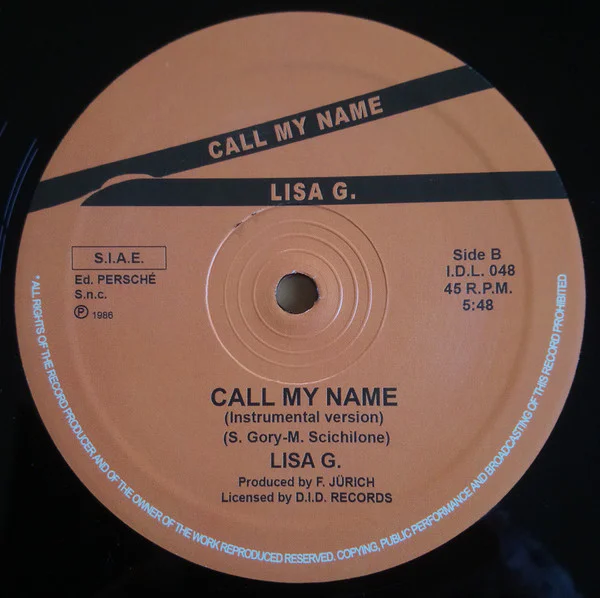 CALL MY NAME
LISA G.
S.I.A.E.
Ed. PERSCHÉ
S.n.c.
Ⓟ 1986
Side B
I.D.L. 048
45 R.P.M.
5:48
CALL MY NAME
(Instrumental version)
(S. Gory-M. Scichilone)
LISA G.
Produced by F. JÜRICH
Licensed by D.I.D. RECORDS
*ALL RIGHTS OF THE RECORD PRODUCER AND OF THE OWNER OF THE WORK REPRODUCED RESERVED. COPYING, PUBLIC PERFORMANCE AND BROADCASTING OF THIS RECORD PROHIBITED